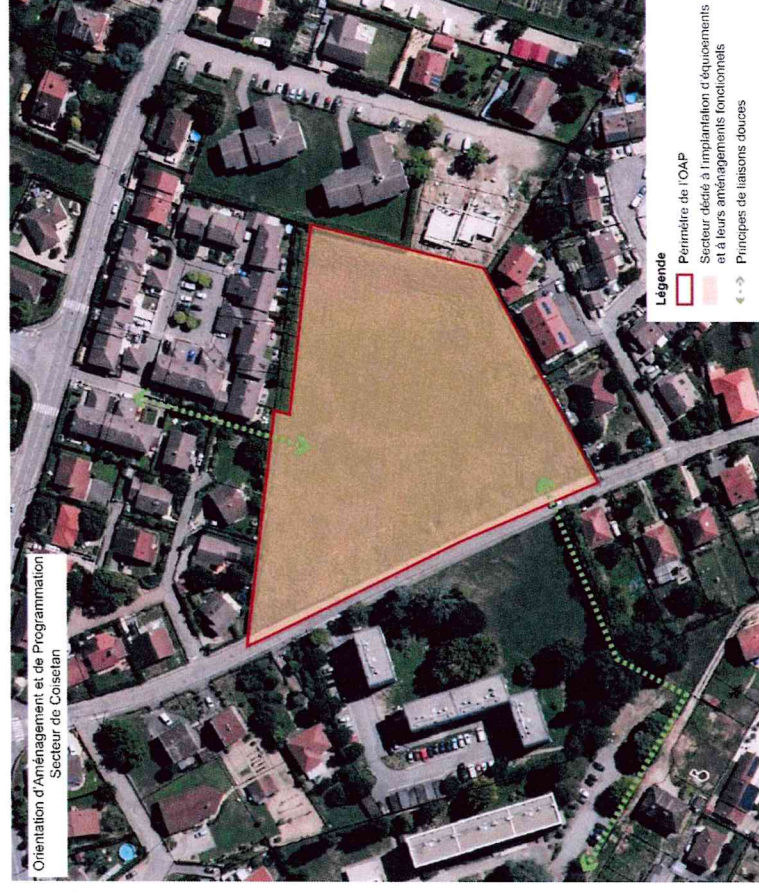 Orientation d'Aménagement et de Programmation
Secteur de Coisetan
Légende
Périmètre de l'OAP
Secteur dédié à l'implantation d'équipements
et à leurs aménagements fonctionnels
Principes de liaisons douces